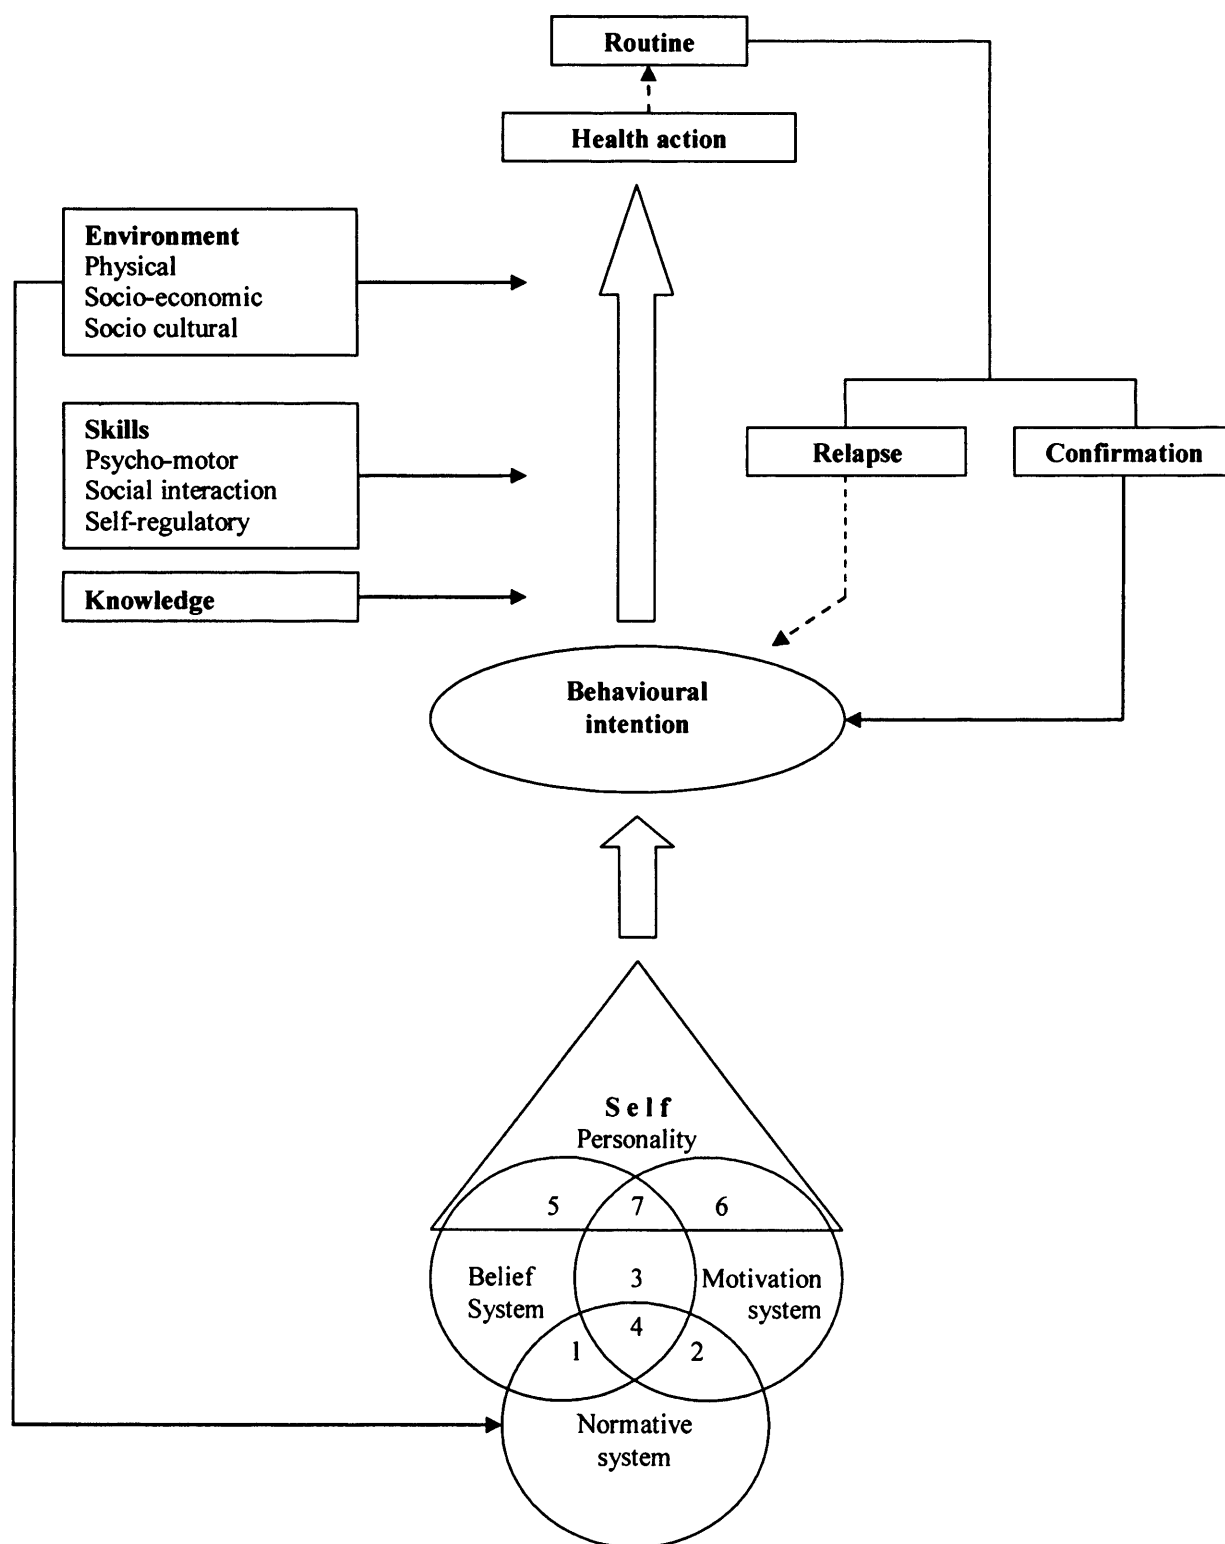 Routine
Health action
Environment
Physical
Socio-economic
Socio cultural
Skills
Psycho-motor
Social interaction
Self-regulatory
Knowledge
Relapse
Confirmation
Behavioural
intention
Self
Personality
5
7
6
Belief
System
3
Motivation
system
4
1
2
Normative
system